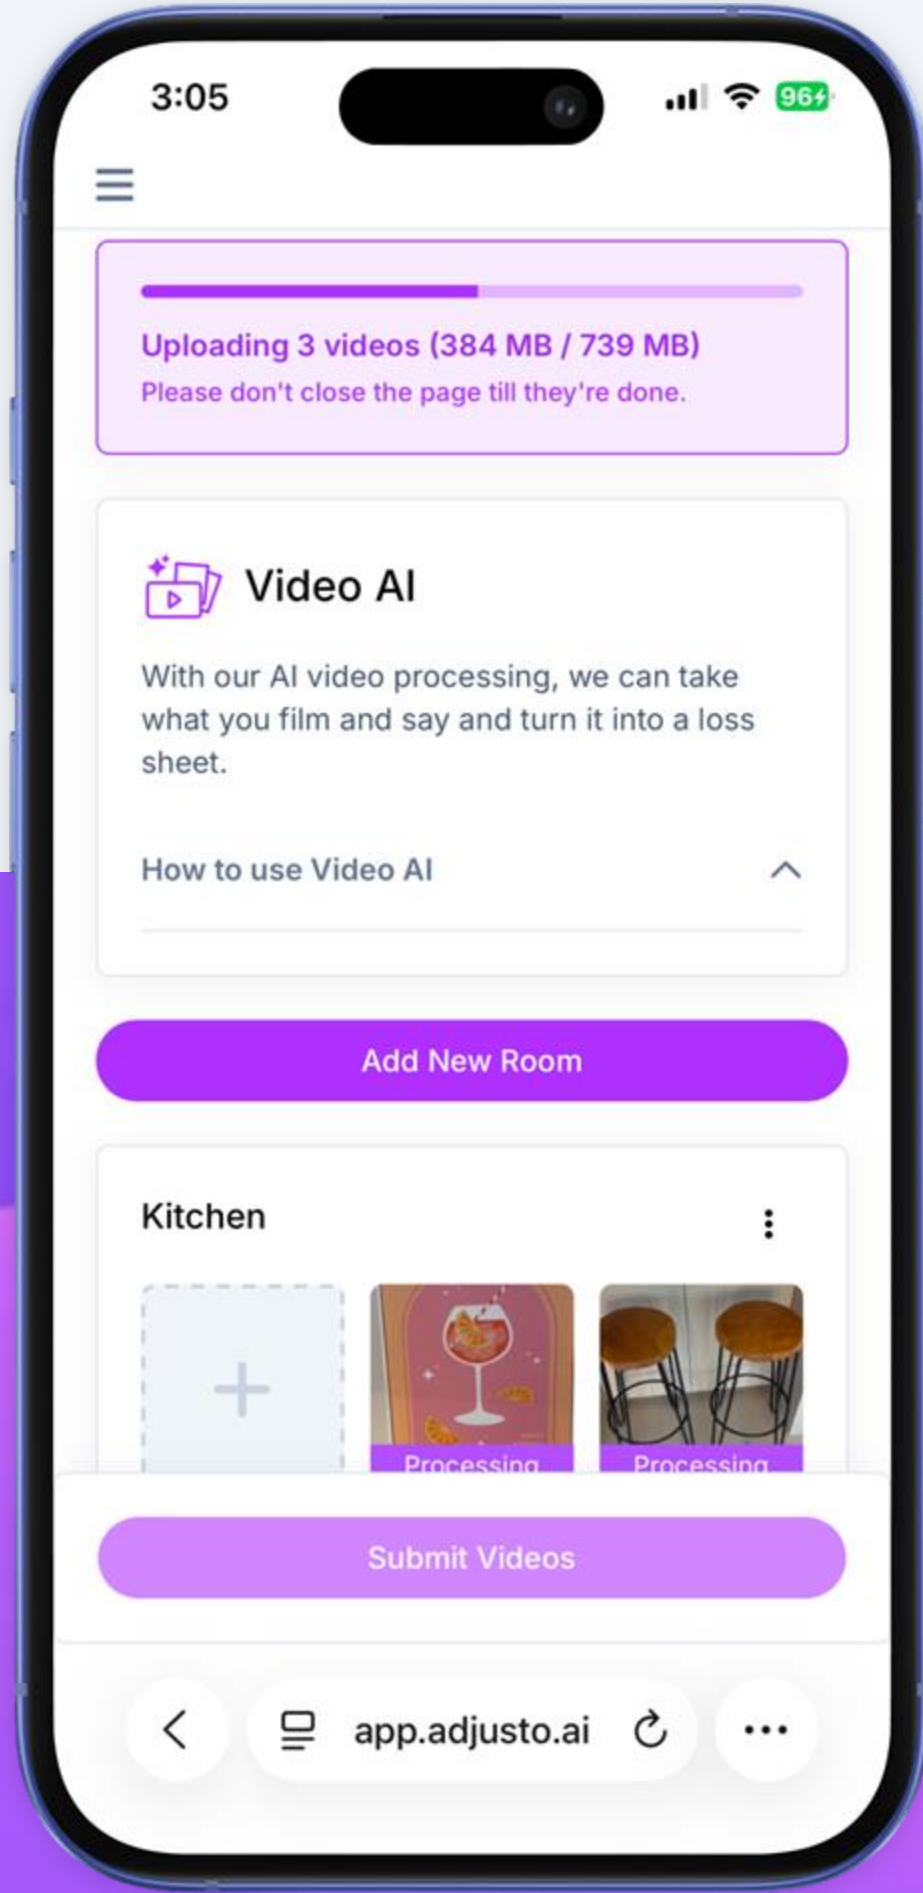 3:05
96
Uploading 3 videos (384 MB / 739 MB)
Please don't close the page till they're done.
Video AI
With our AI video processing, we can take
what you film and say and turn it into a loss
sheet.
How to use Video AI
Add New Room
Kitchen
Processing
Processing
Submit Videos
app.adjusto.ai